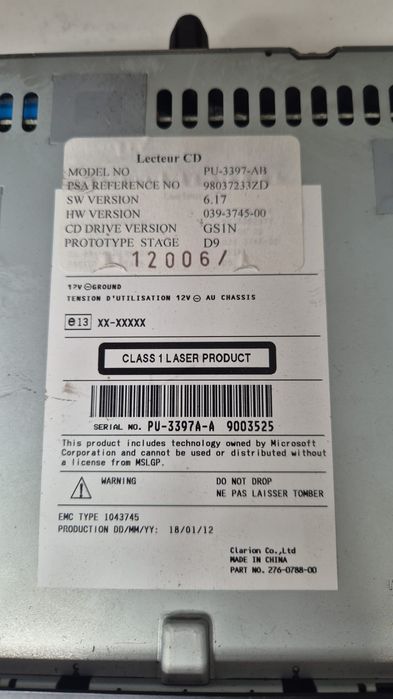 Lecteur CD
MODEL NO PU-3397-AB
PSA REFERENCE NO 98037233ZD
SW VERSION 6.17
HW VERSION 039-3745-00
CD DRIVE VERSION GS1N
PROTOTYPE STAGE D9
12006/
12V ⊖GROUND
TENSION D'UTILISATION 12V ⊖ AU CHASSIS
e13 XX-XXXXX
CLASS 1 LASER PRODUCT
SERIAL NO. PU-3397A-A 9003525
This product includes technology owned by Microsoft
Corporation and cannot be used or distributed without
a license from MSLGP.
WARNING DO NOT DROP
NE PAS LAISSER TOMBER
EMC TYPE 1043745
PRODUCTION DD/MM/YY: 18/01/12
Clarion Co.,Ltd
MADE IN CHINA
PART NO. 276-0788-00